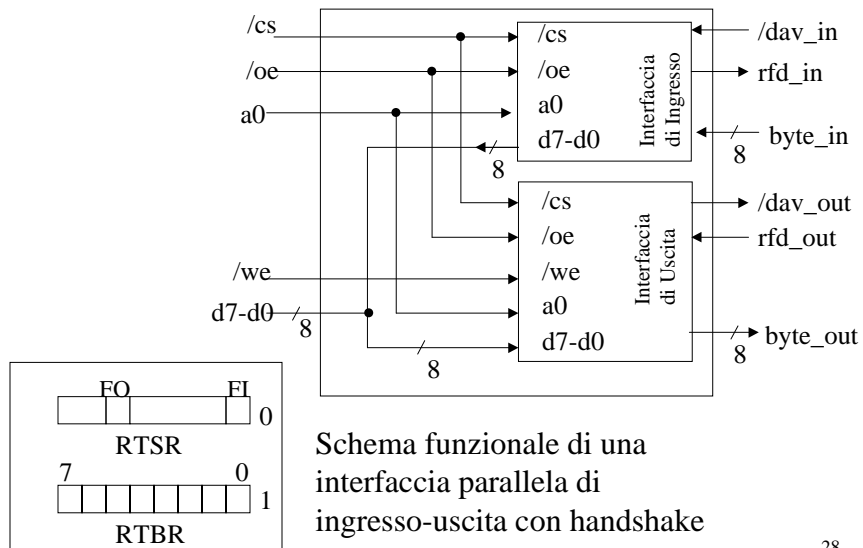 /cs
/oe
a0
/we
d7-d0
8
/cs
/oe
a0
d7-d0
8
Interfaccia
di Ingresso
/dav_in
rfd_in
byte_in
8
/cs
/oe
/we
a0
d7-d0
8
Interfaccia
di Uscita
/dav_out
rfd_out
byte_out
8
FO FI
0
RTSR
7 0
1
RTBR
Schema funzionale di una
interfaccia parallela di
ingresso-uscita con handshake
28